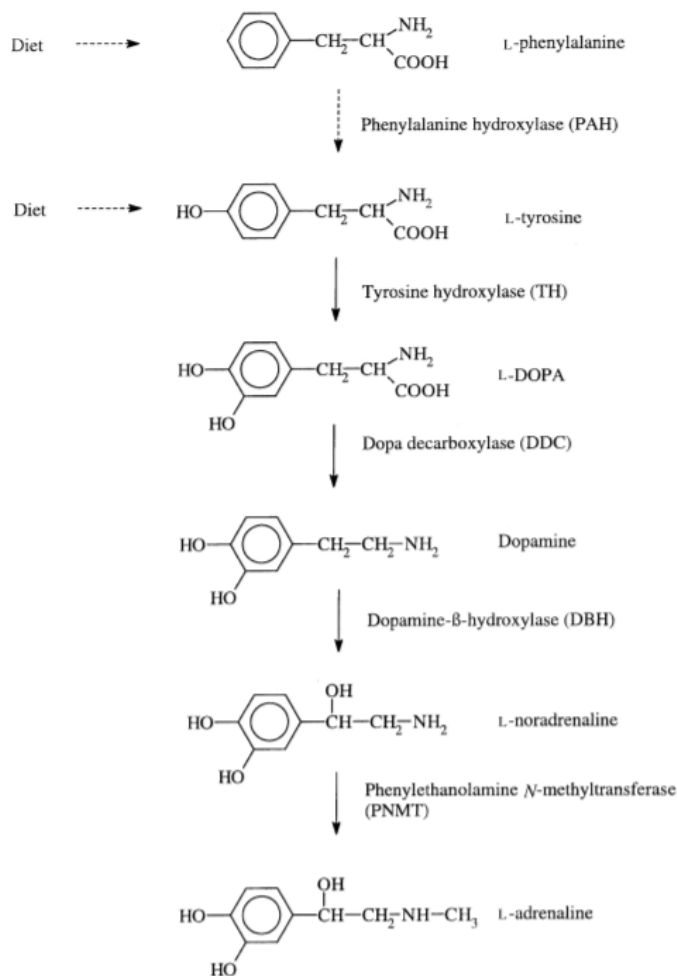 Diet
CH₂—CH
NH₂
COOH
L-phenylalanine
Phenylalanine hydroxylase (PAH)
Diet
HO
CH₂—CH
NH₂
COOH
L-tyrosine
Tyrosine hydroxylase (TH)
HO
HO
CH₂—CH
NH₂
COOH
L-DOPA
Dopa decarboxylase (DDC)
HO
HO
CH₂—CH₂—NH₂
Dopamine
Dopamine-ß-hydroxylase (DBH)
OH
HO
CH—CH₂—NH₂
L-noradrenaline
HO
Phenylethanolamine N-methyltransferase
(PNMT)
OH
HO
CH—CH₂—NH—CH₃
L-adrenaline
HO